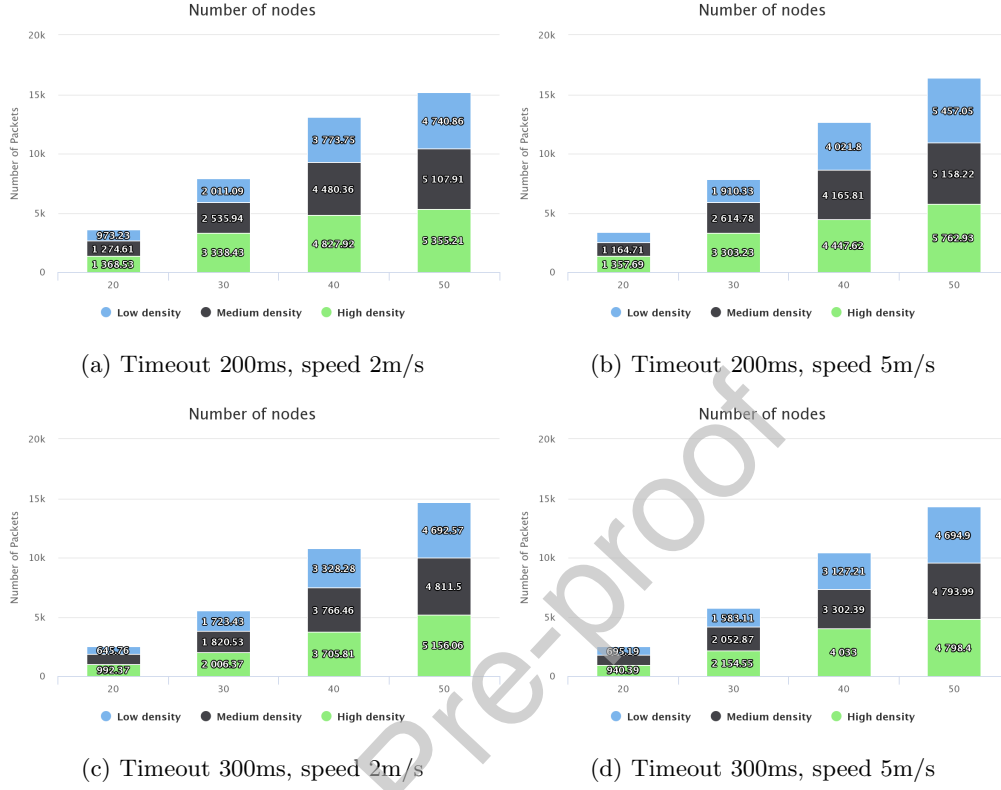 Number of nodes
20k
15k
10k
5k
0
Number of Packets
973.23
1 274.61
1 368.53
2 011.09
2 535.94
3 338.43
3 773.75
4 480.36
4 827.92
4 740.86
5 107.91
5 355.21
20 30 40 50
Low density Medium density High density
(a) Timeout 200ms, speed 2m/s
Number of nodes
20k
15k
10k
5k
0
Number of Packets
1 164.71
1 357.69
1 910.33
2 614.78
3 303.23
4 021.8
4 165.81
4 447.62
5 457.05
5 158.22
5 762.93
20 30 40 50
Low density Medium density High density
(b) Timeout 200ms, speed 5m/s
Number of nodes
20k
15k
10k
5k
0
Number of Packets
645.76
992.37
1 723.43
1 820.53
2 006.37
3 328.28
3 766.46
3 705.81
4 692.57
4 811.5
5 156.06
20 30 40 50
Low density Medium density High density
(c) Timeout 300ms, speed 2m/s
Number of nodes
20k
15k
10k
5k
0
Number of Packets
695.19
940.39
1 583.11
2 052.87
2 154.55
3 127.21
3 302.39
4 033
4 694.9
4 793.99
4 798.4
20 30 40 50
Low density Medium density High density
(d) Timeout 300ms, speed 5m/s
Pre-proof